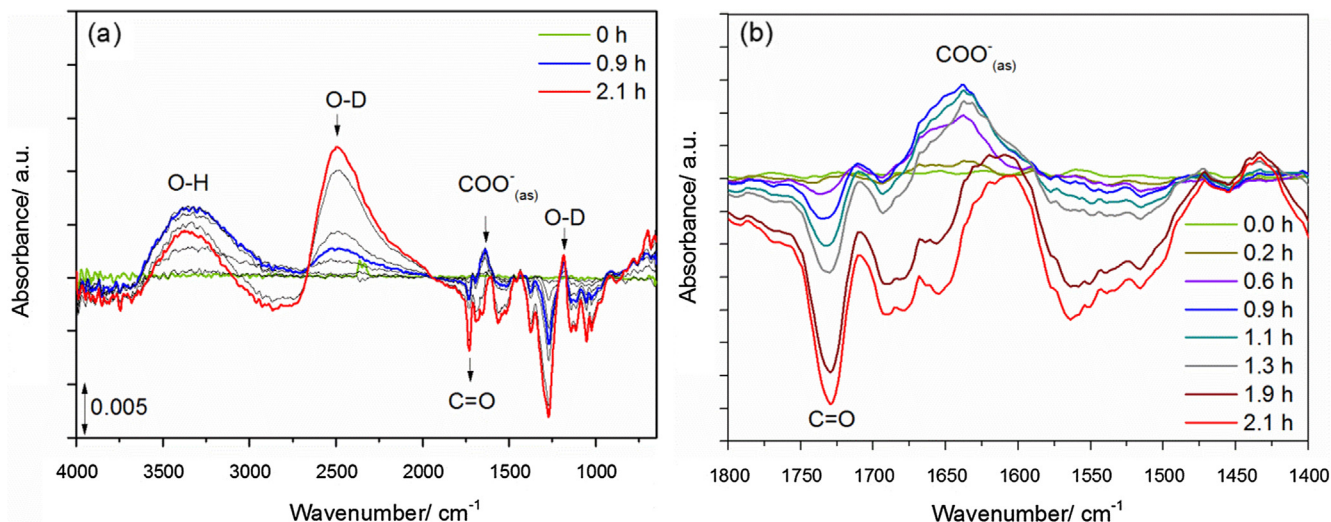 (a)
0 h
0.9 h
2.1 h
O-D
O-H
COO⁻(as)
O-D
C=O
0.005
Absorbance/ a.u.
4000 3500 3000 2500 2000 1500 1000
Wavenumber/ cm⁻¹
(b)
COO⁻(as)
C=O
0.0 h
0.2 h
0.6 h
0.9 h
1.1 h
1.3 h
1.9 h
2.1 h
Absorbance/ a.u.
1800 1750 1700 1650 1600 1550 1500 1450 1400
Wavenumber/ cm⁻¹